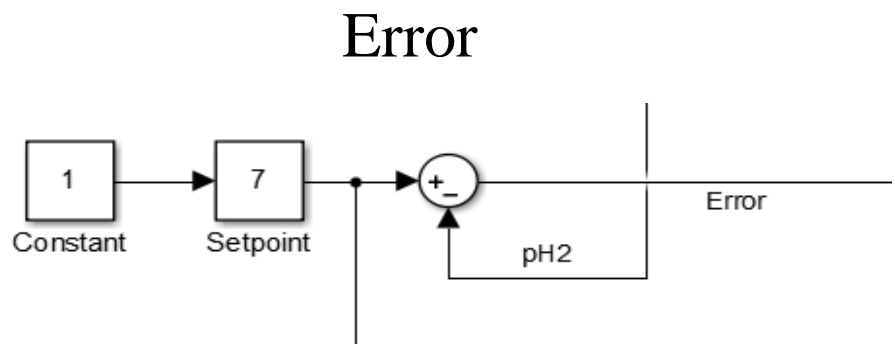 Error
1
7
+
−
Error
Constant
Setpoint
pH2